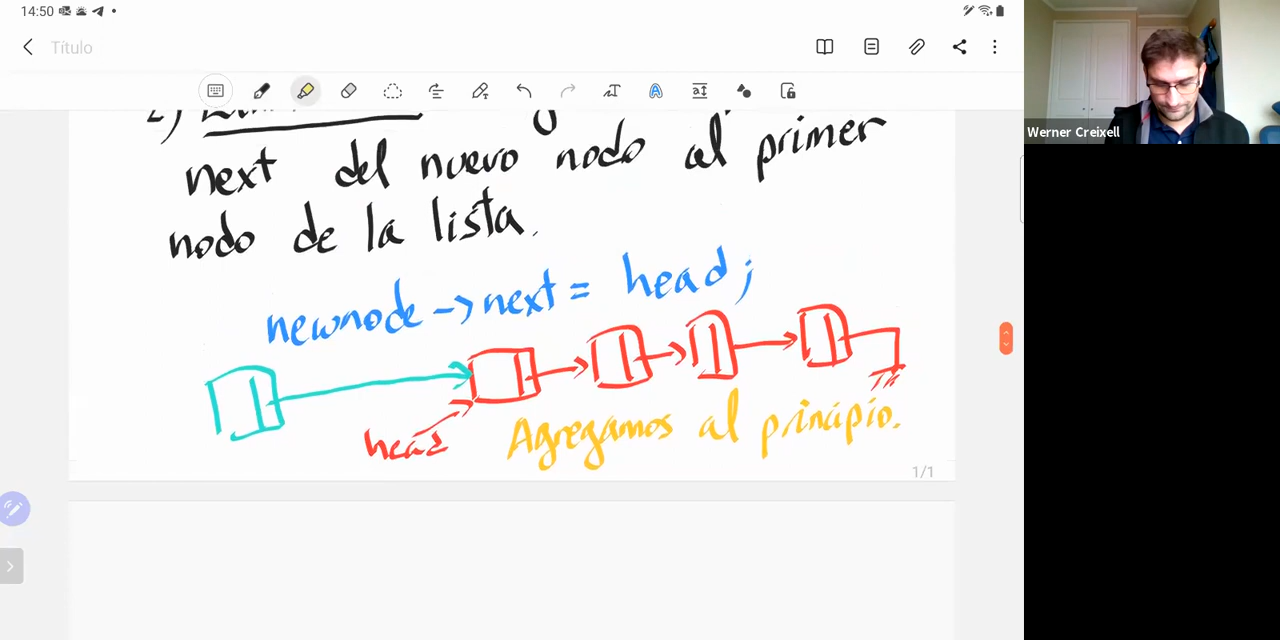 14:50
Título
Werner Creixell
2)
next del nuevo nodo al primer
nodo de la lista.
newnode->next = head;
head
Agregamos al principio.
1/1